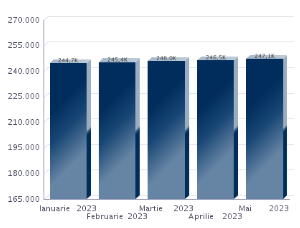 270.000
255.000
240.000
225.000
210.000
195.000
180.000
165.000
244,7K 245,4K 246,0K 246,5K 247,1K
Ianuarie 2023 Martie 2023 Mai 2023
Februarie 2023 Aprilie 2023